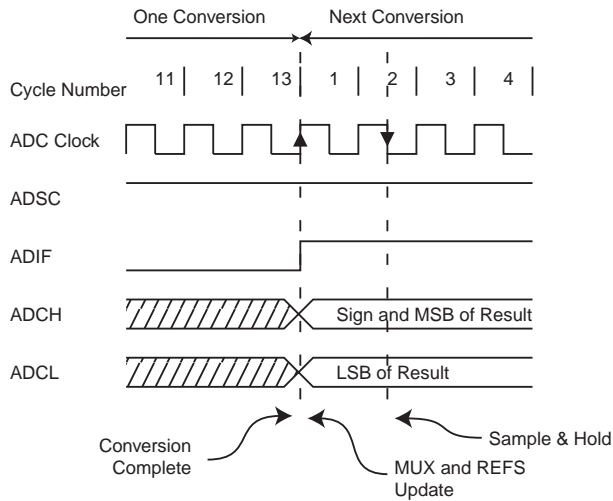 One Conversion Next Conversion
Cycle Number 11 12 13 1 2 3 4
ADC Clock
ADSC
ADIF
ADCH Sign and MSB of Result
ADCL LSB of Result
Conversion
Complete
MUX and REFS
Update
Sample & Hold